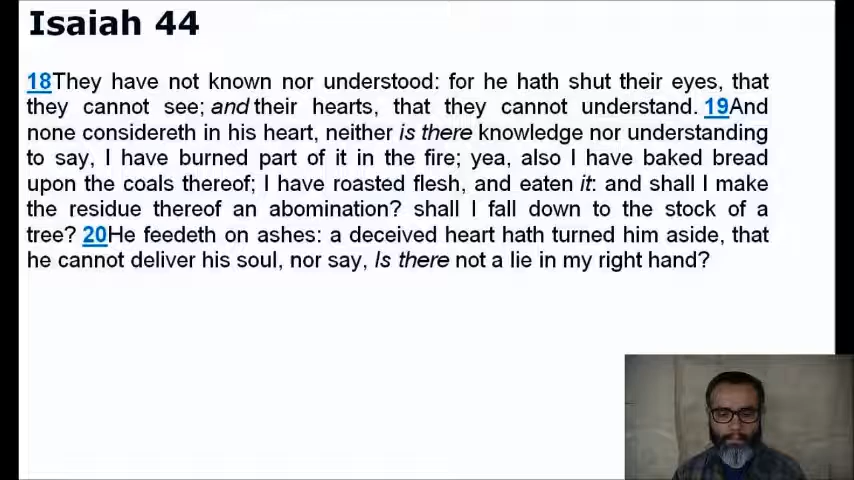 Isaiah 44
18They have not known nor understood: for he hath shut their eyes, that
they cannot see; and their hearts, that they cannot understand. 19And
none considereth in his heart, neither is there knowledge nor understanding
to say, I have burned part of it in the fire; yea, also I have baked bread
upon the coals thereof; I have roasted flesh, and eaten it: and shall I make
the residue thereof an abomination? shall I fall down to the stock of a
tree? 20He feedeth on ashes: a deceived heart hath turned him aside, that
he cannot deliver his soul, nor say, Is there not a lie in my right hand?